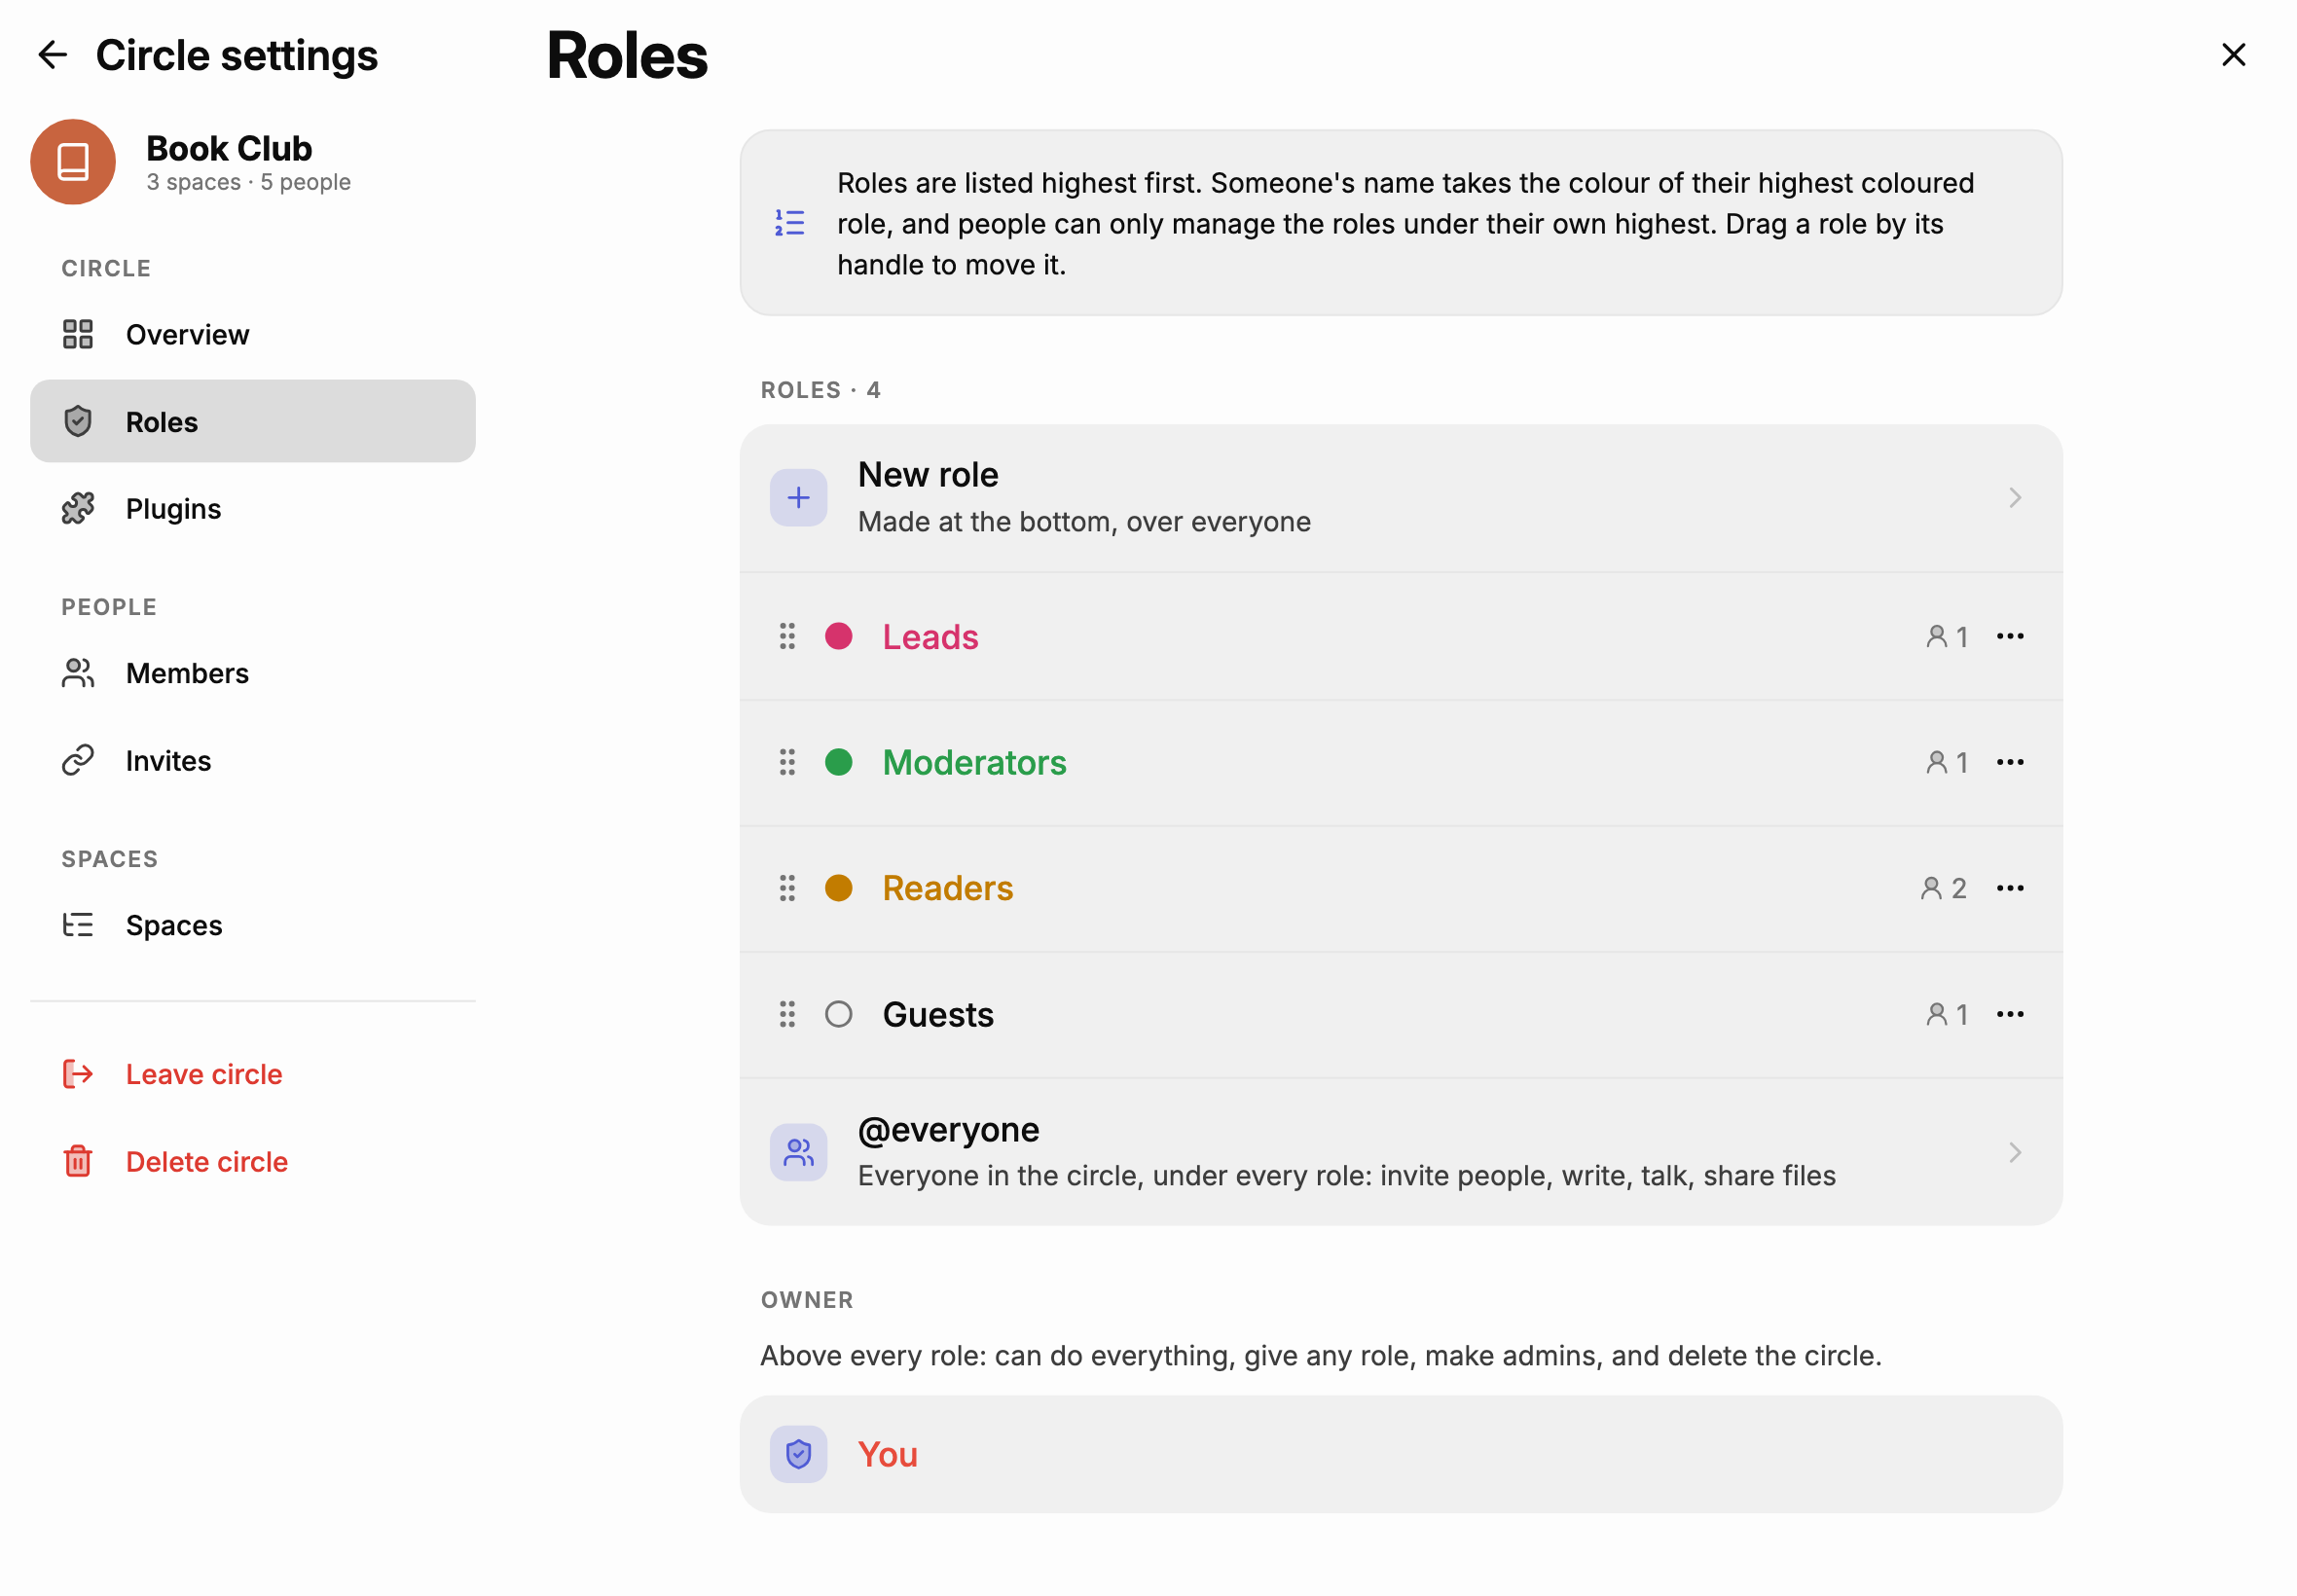 Circle settings
Book Club
3 spaces · 5 people
CIRCLE
Overview
Roles
Plugins
PEOPLE
Members
Invites
SPACES
Spaces
Leave circle
Delete circle
Roles
Roles are listed highest first. Someone's name takes the colour of their highest coloured
role, and people can only manage the roles under their own highest. Drag a role by its
handle to move it.
ROLES · 4
New role
Made at the bottom, over everyone
Leads 1
Moderators 1
Readers 2
Guests 1
@everyone
Everyone in the circle, under every role: invite people, write, talk, share files
OWNER
Above every role: can do everything, give any role, make admins, and delete the circle.
You